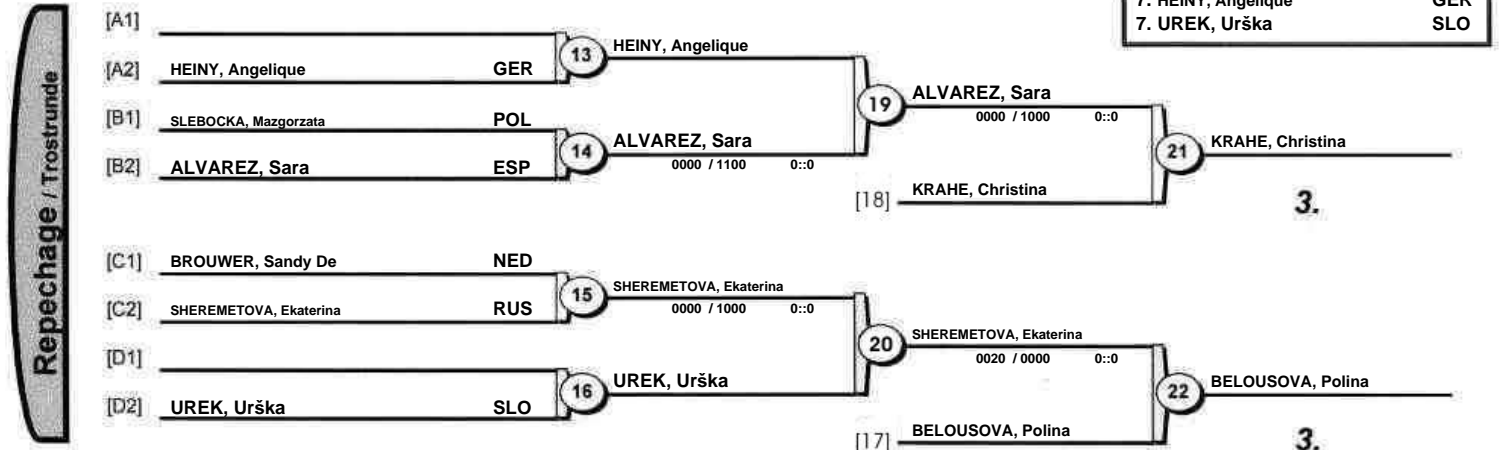 7. HEINY, Angelique GER
7. UREK, Urška SLO
Repechage / Trostrunde
[A1]
[A2] HEINY, Angelique GER
13 HEINY, Angelique
[B1] SLEBOCKA, Mazgorzata POL
[B2] ALVAREZ, Sara ESP
14 ALVAREZ, Sara
0000 / 1100 0::0
19 ALVAREZ, Sara
0000 / 1000 0::0
[18] KRAHE, Christina
21 KRAHE, Christina
3.
[C1] BROUWER, Sandy De NED
[C2] SHEREMETOVA, Ekaterina RUS
15 SHEREMETOVA, Ekaterina
0000 / 1000 0::0
[D1]
[D2] UREK, Urška SLO
16 UREK, Urška
20 SHEREMETOVA, Ekaterina
0020 / 0000 0::0
[17] BELOUSOVA, Polina
22 BELOUSOVA, Polina
3.